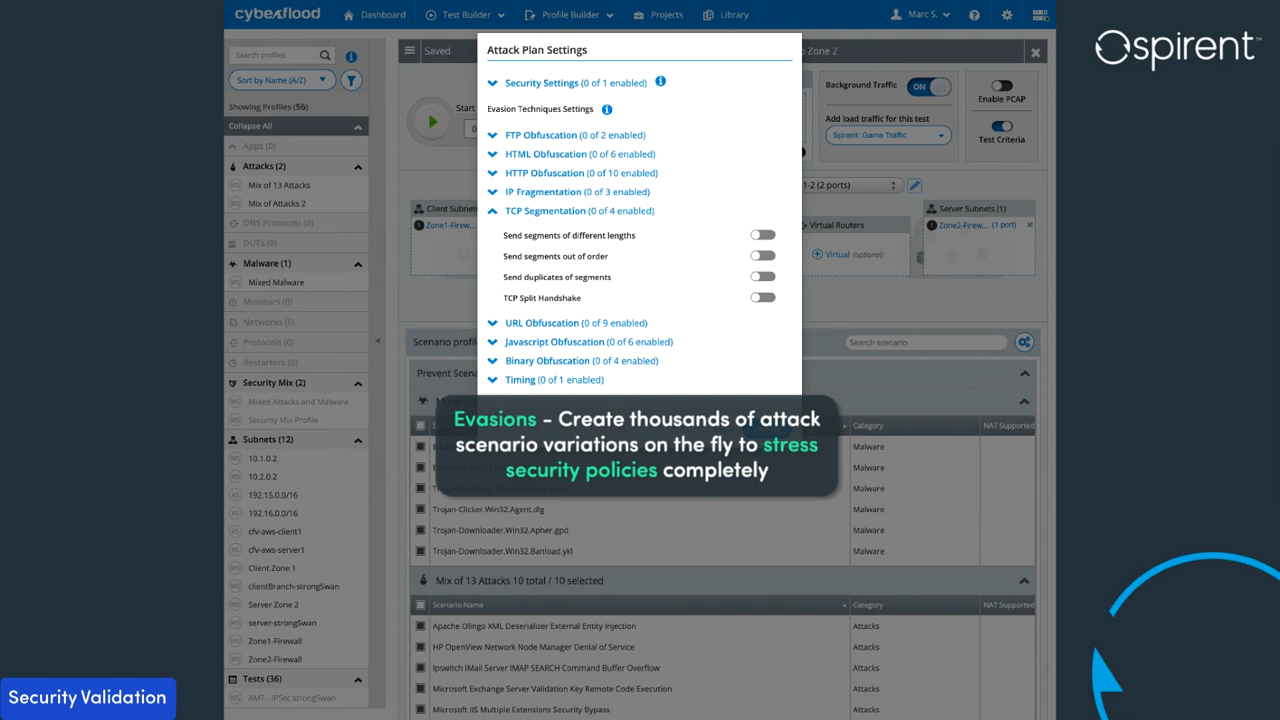 cyberflood
Dashboard
Test Builder
Profile Builder
Projects
Library
Marc S.
spirent™
Search profiles
Sort by Name (A/Z)
Showing Profiles (56)
Collapse All
Apps (0)
Attacks (2)
Mix of 13 Attacks
Mix of Attacks 2
DNS Protocols (0)
DUTs (0)
Malware (1)
Mixed Malware
Monitors (0)
Networks (0)
Protocols (0)
Restarters (0)
Security Mix (2)
Mixed Attacks and Malware
Security Mix Profile
Subnets (12)
10.1.0.2
10.2.0.2
192.15.0.0/16
192.16.0.0/16
cfv-aws-client1
cfv-aws-server1
Client Zone 1
clientBranch-strongSwan
Server Zone 2
server-strongSwan
Zone1-Firewall
Zone2-Firewall
Tests (36)
AMT - IPSec strongSwan
Saved
Zone 2
Start
Attack Plan Settings
Security Settings (0 of 1 enabled)
Evasion Techniques Settings
FTP Obfuscation (0 of 2 enabled)
HTML Obfuscation (0 of 6 enabled)
HTTP Obfuscation (0 of 10 enabled)
IP Fragmentation (0 of 3 enabled)
TCP Segmentation (0 of 4 enabled)
Send segments of different lengths
Send segments out of order
Send duplicates of segments
TCP Split Handshake
URL Obfuscation (0 of 9 enabled)
Javascript Obfuscation (0 of 6 enabled)
Binary Obfuscation (0 of 4 enabled)
Timing (0 of 1 enabled)
Background Traffic
ON
Add load traffic for this test
Spirent: Game Traffic
Enable PCAP
Test Criteria
1-2 (2 ports)
Client Subnets
Zone1-Firew...
Virtual Routers
Virtual (optional)
Server Subnets (1)
Zone2-Firew... (1 port)
Scenario profil
Search scenario
Prevent Scena
Evasions - Create thousands of attack
scenario variations on the fly to stress
security policies completely
Category
NAT Supported
Malware
Malware
Malware
Trojan-Clicker.Win32.Agent.dlg
Malware
Trojan-Downloader.Win32.Apher.gpd
Malware
Trojan-Downloader.Win32.Banload.ykl
Malware
Mix of 13 Attacks 10 total / 10 selected
Scenario Name
Category
NAT Supported
Apache Olingo XML Deserializer External Entity Injection
Attacks
HP OpenView Network Node Manager Denial of Service
Attacks
Ipswitch IMail Server IMAP SEARCH Command Buffer Overflow
Attacks
Microsoft Exchange Server Validation Key Remote Code Execution
Attacks
Microsoft IIS Multiple Extensions Security Bypass
Attacks
Security Validation